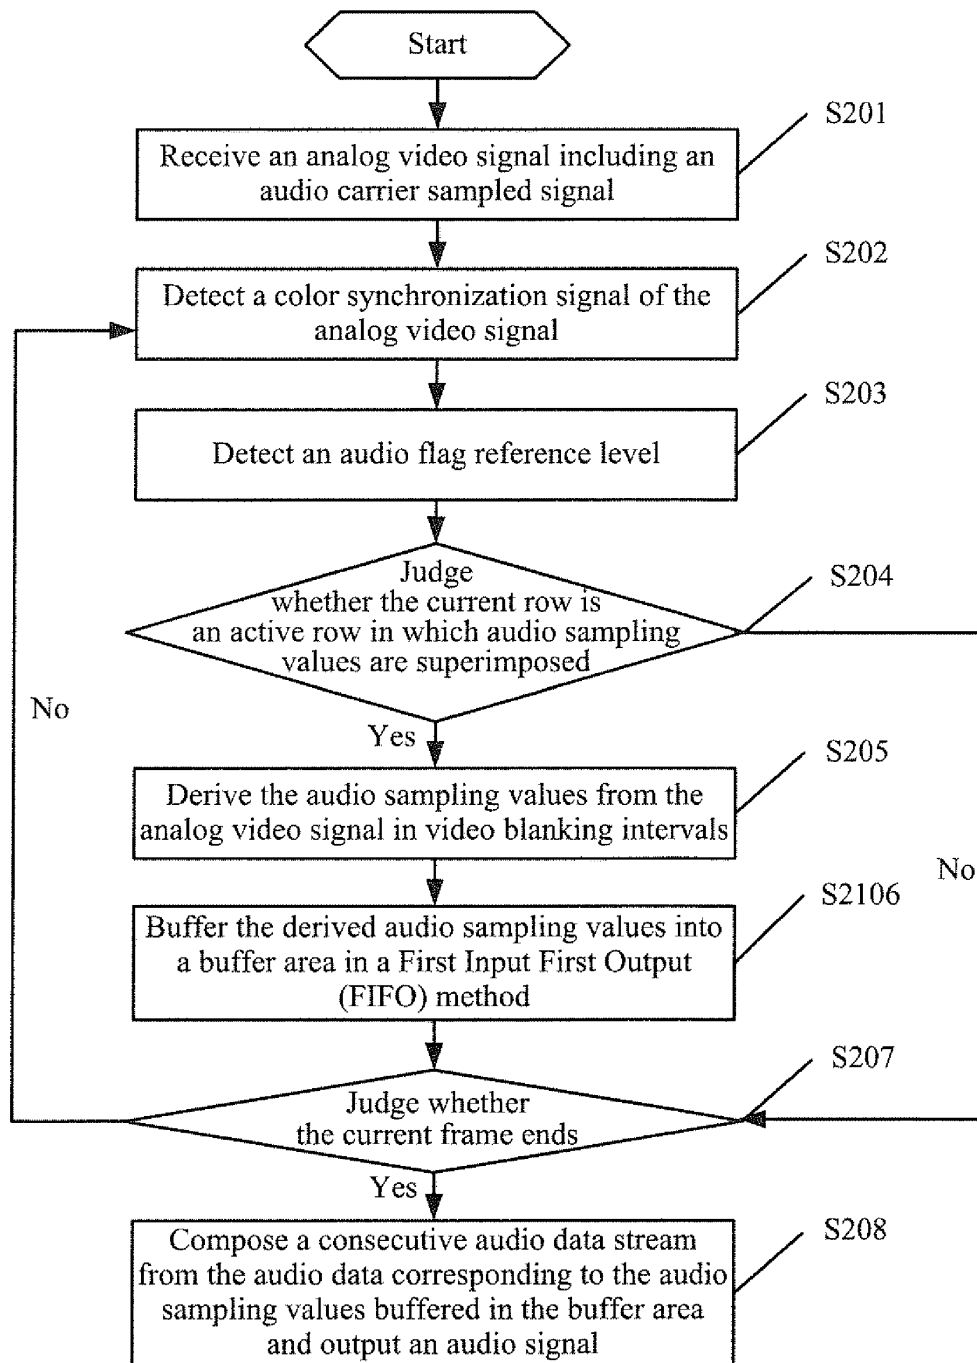 Start
S201
Receive an analog video signal including an
audio carrier sampled signal
S202
Detect a color synchronization signal of the
analog video signal
S203
Detect an audio flag reference level
S204
Judge
whether the current row is
an active row in which audio sampling
values are superimposed
No
Yes
S205
Derive the audio sampling values from the
analog video signal in video blanking intervals
No
S2106
Buffer the derived audio sampling values into
a buffer area in a First Input First Output
(FIFO) method
S207
Judge whether
the current frame ends
Yes
S208
Compose a consecutive audio data stream
from the audio data corresponding to the audio
sampling values buffered in the buffer area
and output an audio signal